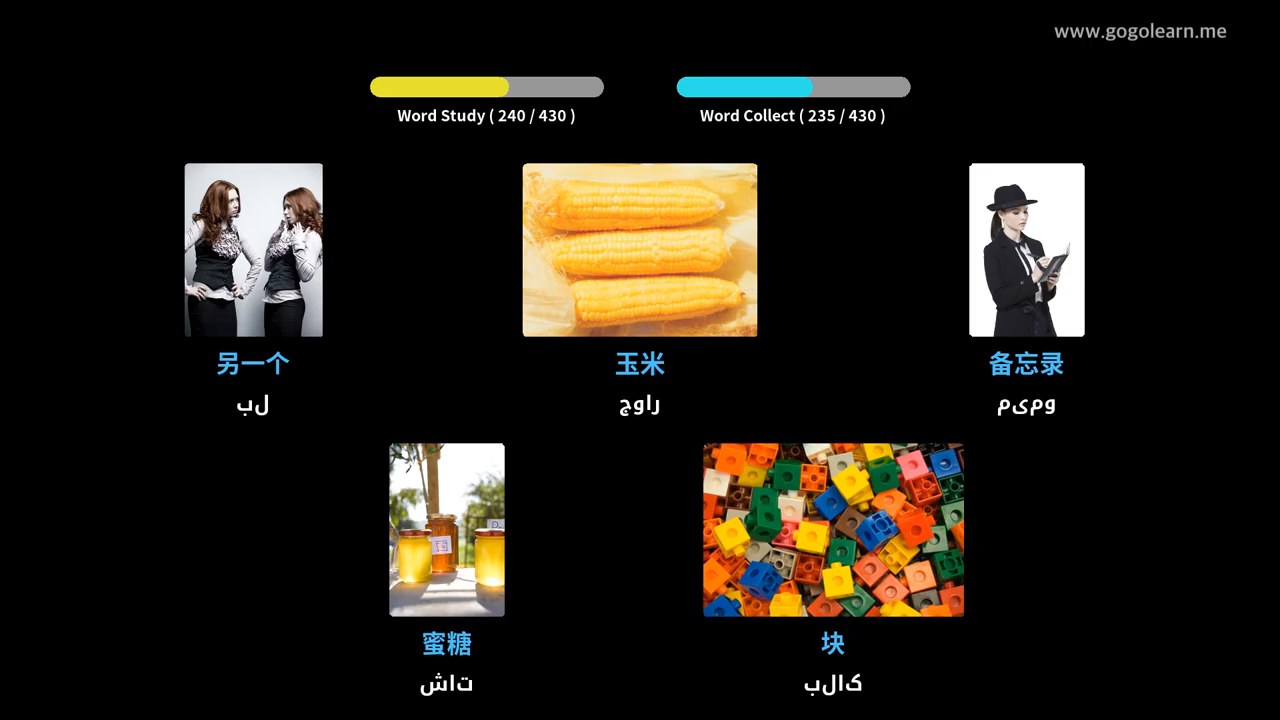 www.gogolearn.me
Word Study ( 240 / 430 )
Word Collect ( 235 / 430 )
另一个
لب
玉米
راوج
备忘录
ومیم
蜜糖
تاش
块
کالب